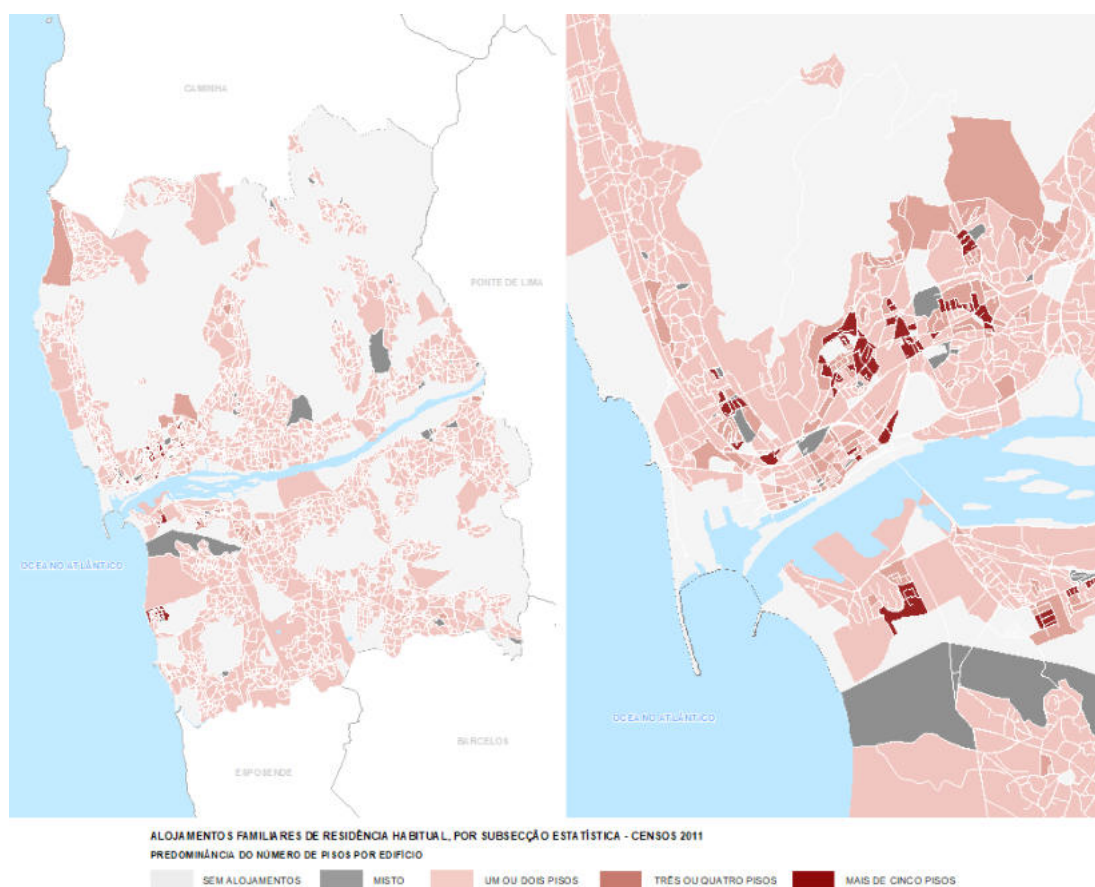 CAMINHA
PONTE DE LIMA
OCEANO ATLÂNTICO
BARCELOS
ESPOSENDE
OCEANO ATLÂNTICO
ALOJAMENTOS FAMILIARES DE RESIDÊNCIA HABITUAL, POR SUBSECÇÃO ESTATÍSTICA - CENSOS 2011
PREDOMINÂNCIA DO NÚMERO DE PISOS POR EDIFÍCIO
SEM ALOJAMENTOS MISTO UM OU DOIS PISOS TRÊS OU QUATRO PISOS MAIS DE CINCO PISOS